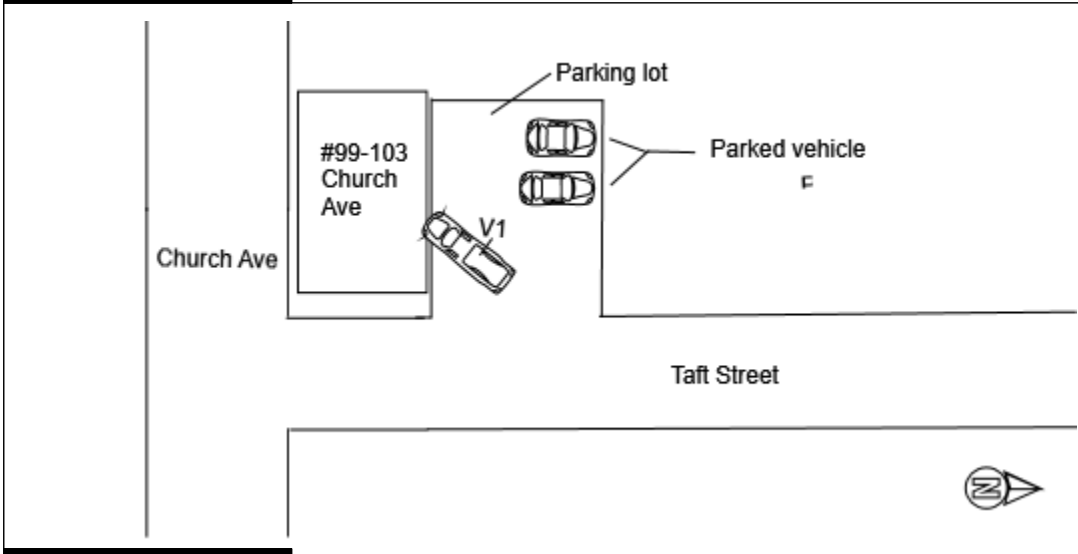 Parking lot
#99-103
Church
Ave
Parked vehicle
F
V1
Church Ave
Taft Street
N